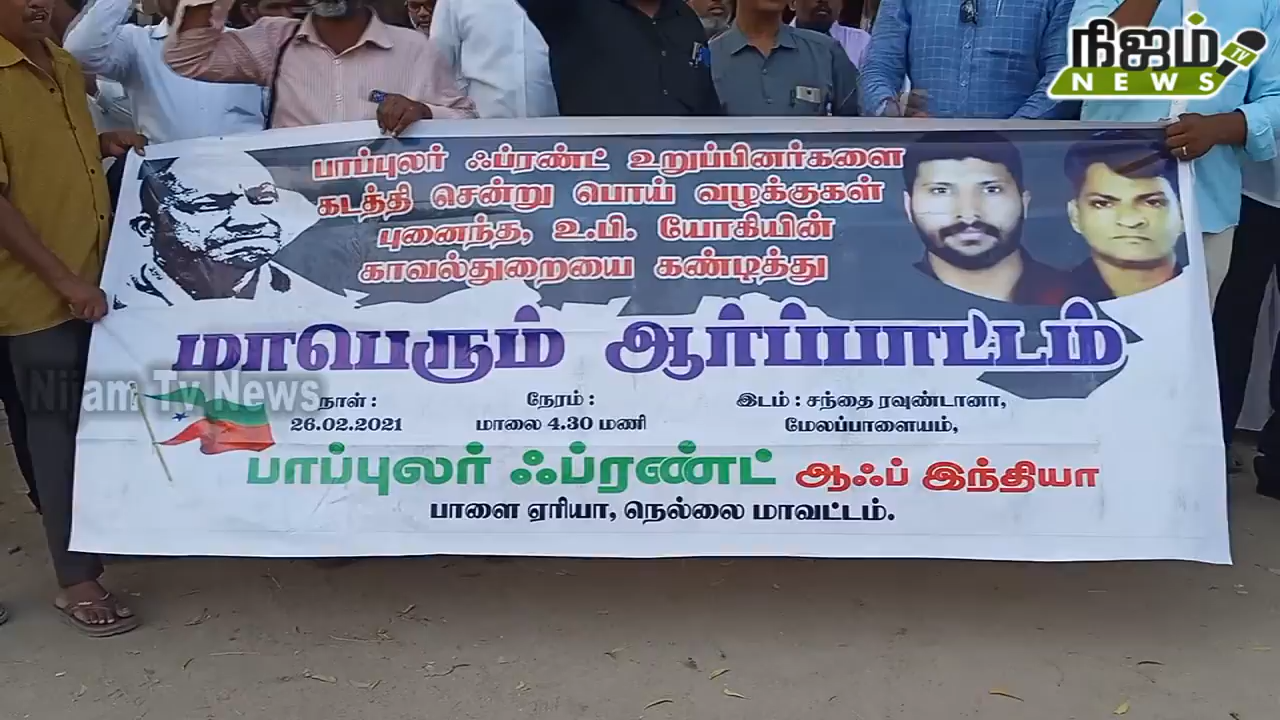 நிஜம்
TV
NEWS
பாப்புலர் ஃப்ரண்ட் உறுப்பினர்களை
கடத்தி சென்று பொய் வழக்குகள்
புனைந்த, உ.பி. யோகியின்
காவல்துறையை கண்டித்து
மாபெரும் ஆர்ப்பாட்டம்
Nijam Tv News
நாள் :
26.02.2021
நேரம் :
மாலை 4.30 மணி
இடம் : சந்தை ரவுண்டானா,
மேலப்பாளையம்,
பாப்புலர் ஃப்ரண்ட் ஆஃப் இந்தியா
பாளை ஏரியா, நெல்லை மாவட்டம்.